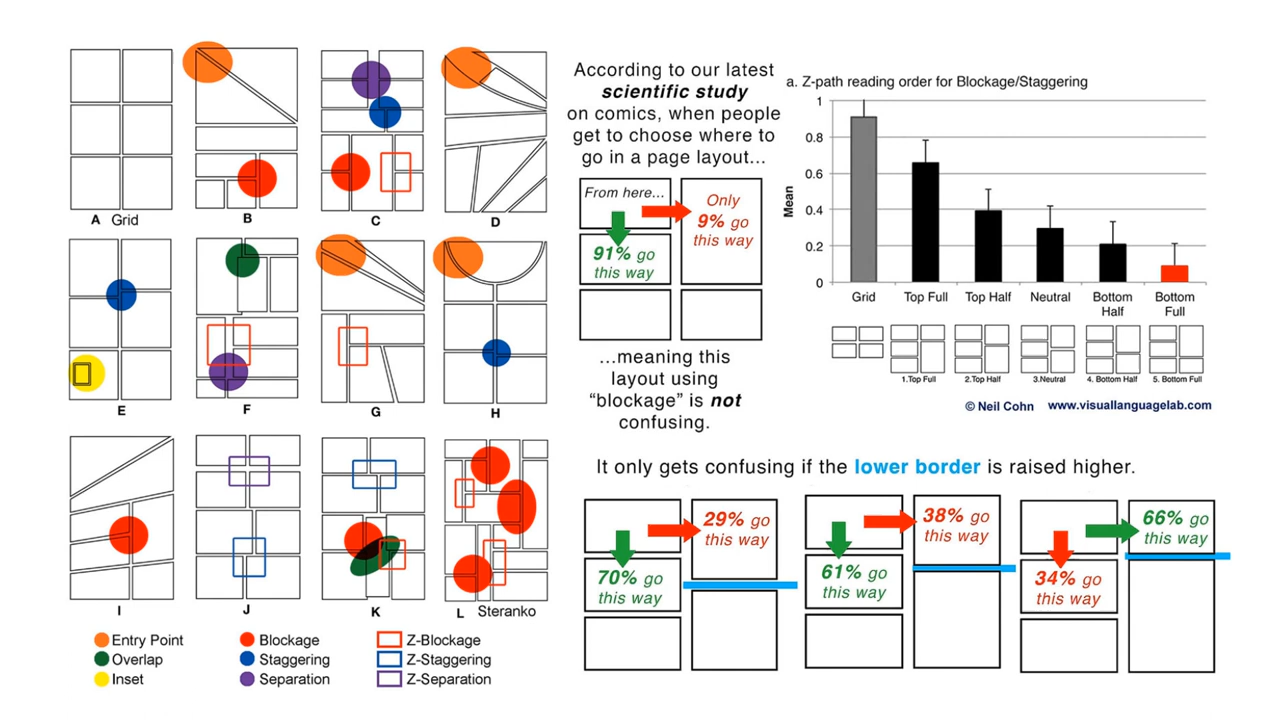 A Grid
B
C
D
E
F
G
H
I
J
K
L Steranko
Entry Point
Overlap
Inset
Blockage
Staggering
Separation
Z-Blockage
Z-Staggering
Z-Separation
According to our latest
scientific study
on comics, when people
get to choose where to
go in a page layout...
From here...
Only
9% go
this way
91% go
this way
...meaning this
layout using
“blockage” is not
confusing.
a. Z-path reading order for Blockage/Staggering
Mean
1
0.8
0.6
0.4
0.2
0
Grid
Top Full
Top Half
Neutral
Bottom
Half
Bottom
Full
1.Top Full
2.Top Half
3.Neutral
4. Bottom Half
5. Bottom Full
© Neil Cohn www.visuallanguagelab.com
It only gets confusing if the lower border is raised higher.
29% go
this way
70% go
this way
38% go
this way
61% go
this way
66% go
this way
34% go
this way